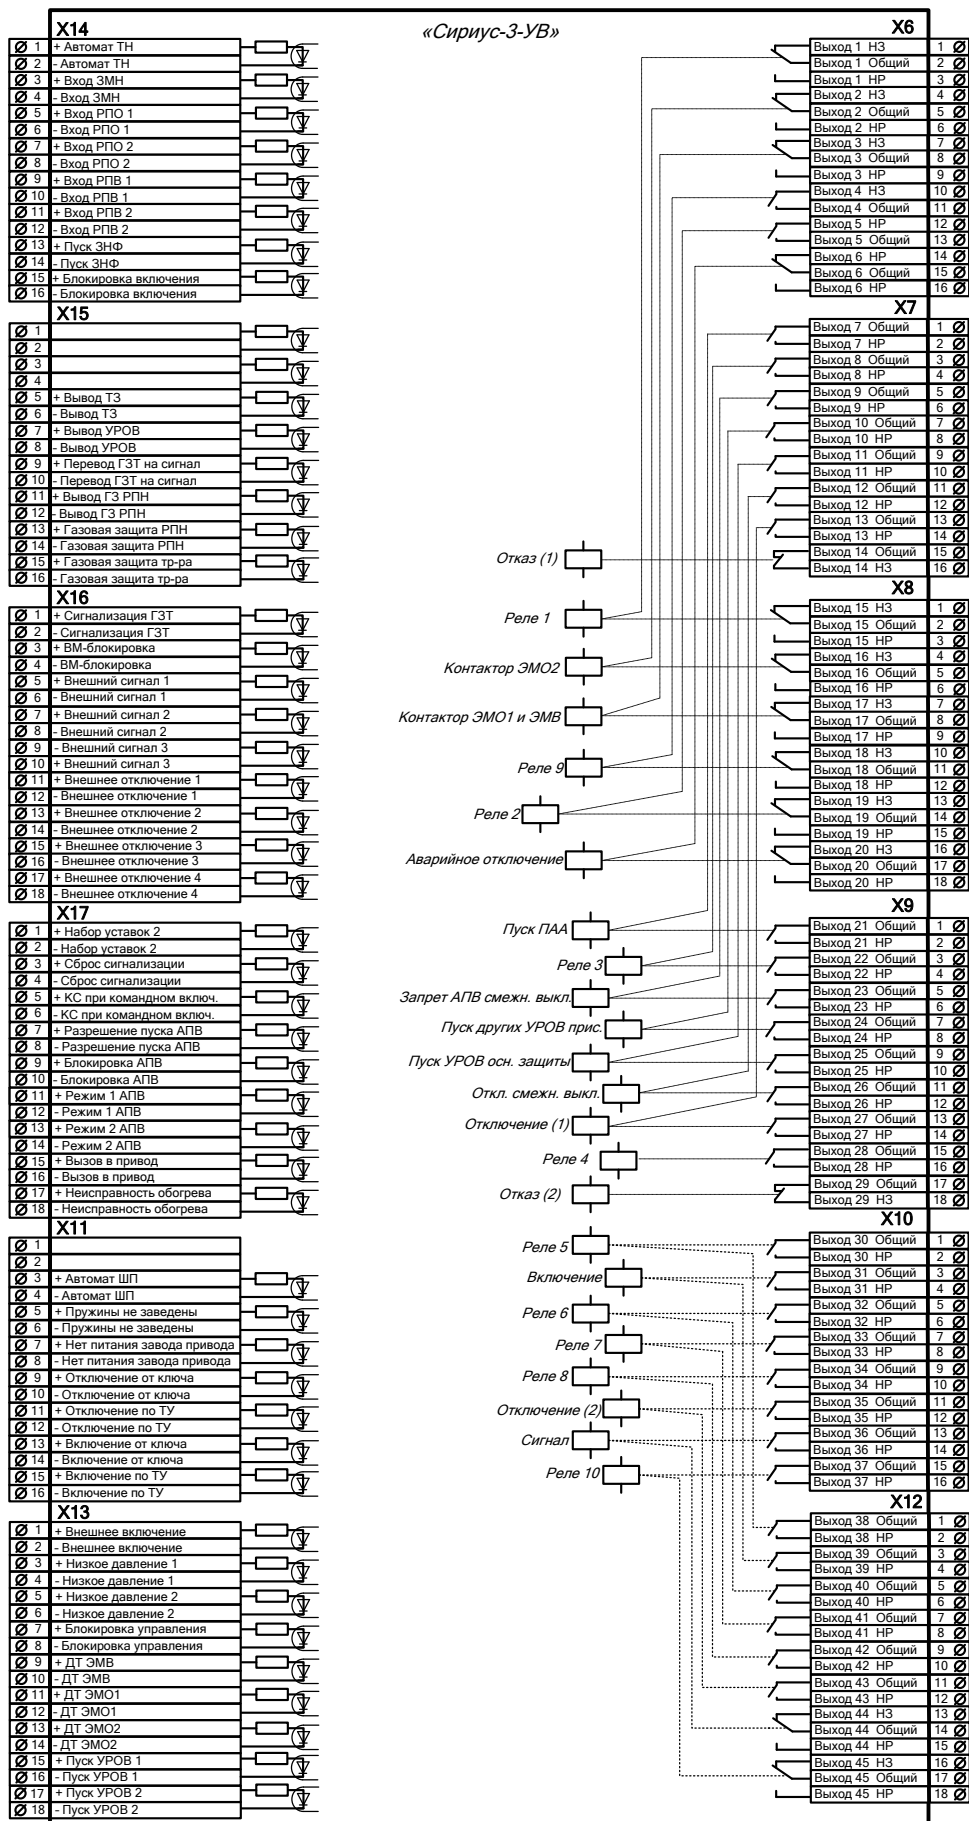 «Сириус-3-УВ»
X14
1 + Автомат ТН
2 - Автомат ТН
3 + Вход ЗМН
4 - Вход ЗМН
5 + Вход РПО 1
6 - Вход РПО 1
7 + Вход РПО 2
8 - Вход РПО 2
9 + Вход РПВ 1
10 - Вход РПВ 1
11 + Вход РПВ 2
12 - Вход РПВ 2
13 + Пуск ЗНФ
14 - Пуск ЗНФ
15 + Блокировка включения
16 - Блокировка включения
X15
1
2
3
4
5 + Вывод ТЗ
6 - Вывод ТЗ
7 + Вывод УРОВ
8 - Вывод УРОВ
9 + Перевод ГЗТ на сигнал
10 - Перевод ГЗТ на сигнал
11 + Вывод ГЗ РПН
12 - Вывод ГЗ РПН
13 + Газовая защита РПН
14 - Газовая защита РПН
15 + Газовая защита тр-ра
16 - Газовая защита тр-ра
X16
1 + Сигнализация ГЗТ
2 - Сигнализация ГЗТ
3 + ВМ-блокировка
4 - ВМ-блокировка
5 + Внешний сигнал 1
6 - Внешний сигнал 1
7 + Внешний сигнал 2
8 - Внешний сигнал 2
9 - Внешний сигнал 3
10 + Внешний сигнал 3
11 + Внешнее отключение 1
12 - Внешнее отключение 1
13 + Внешнее отключение 2
14 - Внешнее отключение 2
15 + Внешнее отключение 3
16 - Внешнее отключение 3
17 + Внешнее отключение 4
18 - Внешнее отключение 4
X17
1 + Набор уставок 2
2 - Набор уставок 2
3 + Сброс сигнализации
4 - Сброс сигнализации
5 + КС при командном включ.
6 - КС при командном включ.
7 + Разрешение пуска АПВ
8 - Разрешение пуска АПВ
9 + Блокировка АПВ
10 - Блокировка АПВ
11 + Режим 1 АПВ
12 - Режим 1 АПВ
13 + Режим 2 АПВ
14 - Режим 2 АПВ
15 + Вызов в привод
16 - Вызов в привод
17 + Неисправность обогрева
18 - Неисправность обогрева
X11
1
2
3 + Автомат ШП
4 - Автомат ШП
5 + Пружины не заведены
6 - Пружины не заведены
7 + Нет питания завода привода
8 - Нет питания завода привода
9 + Отключение от ключа
10 - Отключение от ключа
11 + Отключение по ТУ
12 - Отключение по ТУ
13 + Включение от ключа
14 - Включение от ключа
15 + Включение по ТУ
16 - Включение по ТУ
X13
1 + Внешнее включение
2 - Внешнее включение
3 + Низкое давление 1
4 - Низкое давление 1
5 + Низкое давление 2
6 - Низкое давление 2
7 + Блокировка управления
8 - Блокировка управления
9 + ДТ ЭМВ
10 - ДТ ЭМВ
11 + ДТ ЭМО1
12 - ДТ ЭМО1
13 + ДТ ЭМО2
14 - ДТ ЭМО2
15 + Пуск УРОВ 1
16 - Пуск УРОВ 1
17 + Пуск УРОВ 2
18 - Пуск УРОВ 2
Отказ (1)
Реле 1
Контактор ЭМО2
Контактор ЭМО1 и ЭМВ
Реле 9
Реле 2
Аварийное отключение
Пуск ПАА
Реле 3
Запрет АПВ смежн. выкл.
Пуск других УРОВ прис.
Пуск УРОВ осн. защиты
Откл. смежн. выкл.
Отключение (1)
Реле 4
Отказ (2)
Реле 5
Включение
Реле 6
Реле 7
Реле 8
Отключение (2)
Сигнал
Реле 10
X6
Выход 1 НЗ 1
Выход 1 Общий 2
Выход 1 НР 3
Выход 2 НЗ 4
Выход 2 Общий 5
Выход 2 НР 6
Выход 3 НЗ 7
Выход 3 Общий 8
Выход 3 НР 9
Выход 4 НЗ 10
Выход 4 Общий 11
Выход 5 НР 12
Выход 5 Общий 13
Выход 6 НР 14
Выход 6 Общий 15
Выход 6 НР 16
X7
Выход 7 Общий 1
Выход 7 НР 2
Выход 8 Общий 3
Выход 8 НР 4
Выход 9 Общий 5
Выход 9 НР 6
Выход 10 Общий 7
Выход 10 НР 8
Выход 11 Общий 9
Выход 11 НР 10
Выход 12 Общий 11
Выход 12 НР 12
Выход 13 Общий 13
Выход 13 НР 14
Выход 14 Общий 15
Выход 14 НЗ 16
X8
Выход 15 НЗ 1
Выход 15 Общий 2
Выход 15 НР 3
Выход 16 НЗ 4
Выход 16 Общий 5
Выход 16 НР 6
Выход 17 НЗ 7
Выход 17 Общий 8
Выход 17 НР 9
Выход 18 НЗ 10
Выход 18 Общий 11
Выход 18 НР 12
Выход 19 НЗ 13
Выход 19 Общий 14
Выход 19 НР 15
Выход 20 НЗ 16
Выход 20 Общий 17
Выход 20 НР 18
X9
Выход 21 Общий 1
Выход 21 НР 2
Выход 22 Общий 3
Выход 22 НР 4
Выход 23 Общий 5
Выход 23 НР 6
Выход 24 Общий 7
Выход 24 НР 8
Выход 25 Общий 9
Выход 25 НР 10
Выход 26 Общий 11
Выход 26 НР 12
Выход 27 Общий 13
Выход 27 НР 14
Выход 28 Общий 15
Выход 28 НР 16
Выход 29 Общий 17
Выход 29 НЗ 18
X10
Выход 30 Общий 1
Выход 30 НР 2
Выход 31 Общий 3
Выход 31 НР 4
Выход 32 Общий 5
Выход 32 НР 6
Выход 33 Общий 7
Выход 33 НР 8
Выход 34 Общий 9
Выход 34 НР 10
Выход 35 Общий 11
Выход 35 НР 12
Выход 36 Общий 13
Выход 36 НР 14
Выход 37 Общий 15
Выход 37 НР 16
X12
Выход 38 Общий 1
Выход 38 НР 2
Выход 39 Общий 3
Выход 39 НР 4
Выход 40 Общий 5
Выход 40 НР 6
Выход 41 Общий 7
Выход 41 НР 8
Выход 42 Общий 9
Выход 42 НР 10
Выход 43 Общий 11
Выход 43 НР 12
Выход 44 НЗ 13
Выход 44 Общий 14
Выход 44 НР 15
Выход 45 НЗ 16
Выход 45 Общий 17
Выход 45 НР 18